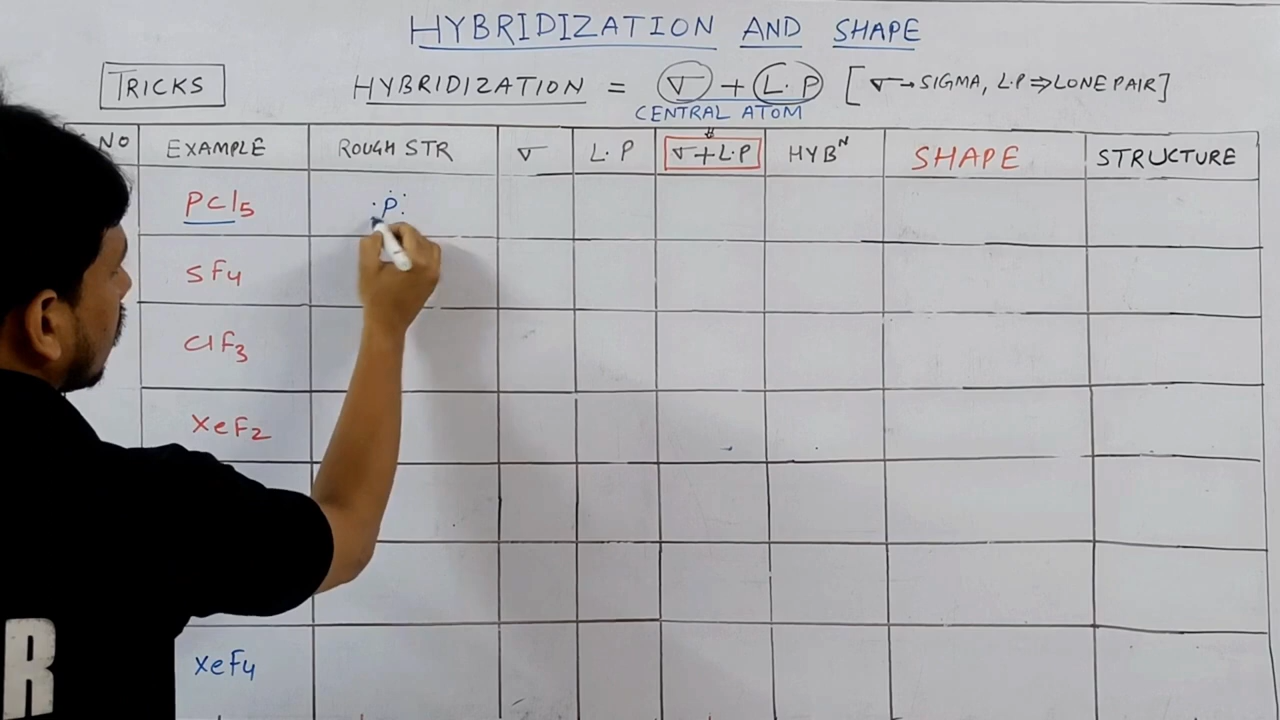 HYBRIDIZATION AND SHAPE
TRICKS
HYBRIDIZATION = σ + L.P [σ → SIGMA, L.P ⇒ LONE PAIR]
CENTRAL ATOM
NO EXAMPLE ROUGH STR σ L.P σ+L.P HYBᴺ SHAPE STRUCTURE
PCl5 P
SF4
ClF3
XeF2
XeF4
R